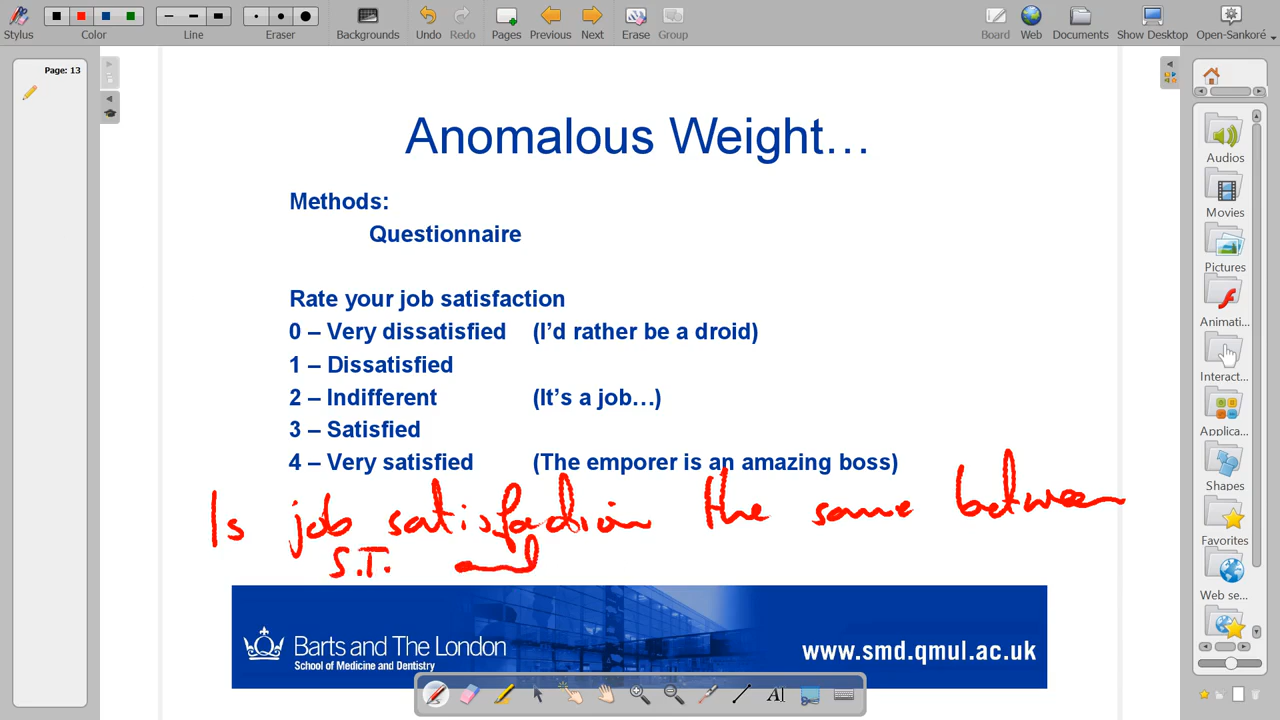 Stylus
Color
Line
Eraser
Backgrounds
Undo
Redo
Pages
Previous
Next
Erase
Group
Board
Web
Documents
Show Desktop
Open-Sankoré
Page: 13
Anomalous Weight…
Methods:
Questionnaire
Rate your job satisfaction
0 – Very dissatisfied (I’d rather be a droid)
1 – Dissatisfied
2 – Indifferent (It’s a job…)
3 – Satisfied
4 – Very satisfied (The emporer is an amazing boss)
Is job satisfaction the same between
S.T. and
Barts and The London
School of Medicine and Dentistry
www.smd.qmul.ac.uk
Audios
Movies
Pictures
Animati...
Interact...
Applica...
Shapes
Favorites
Web se...